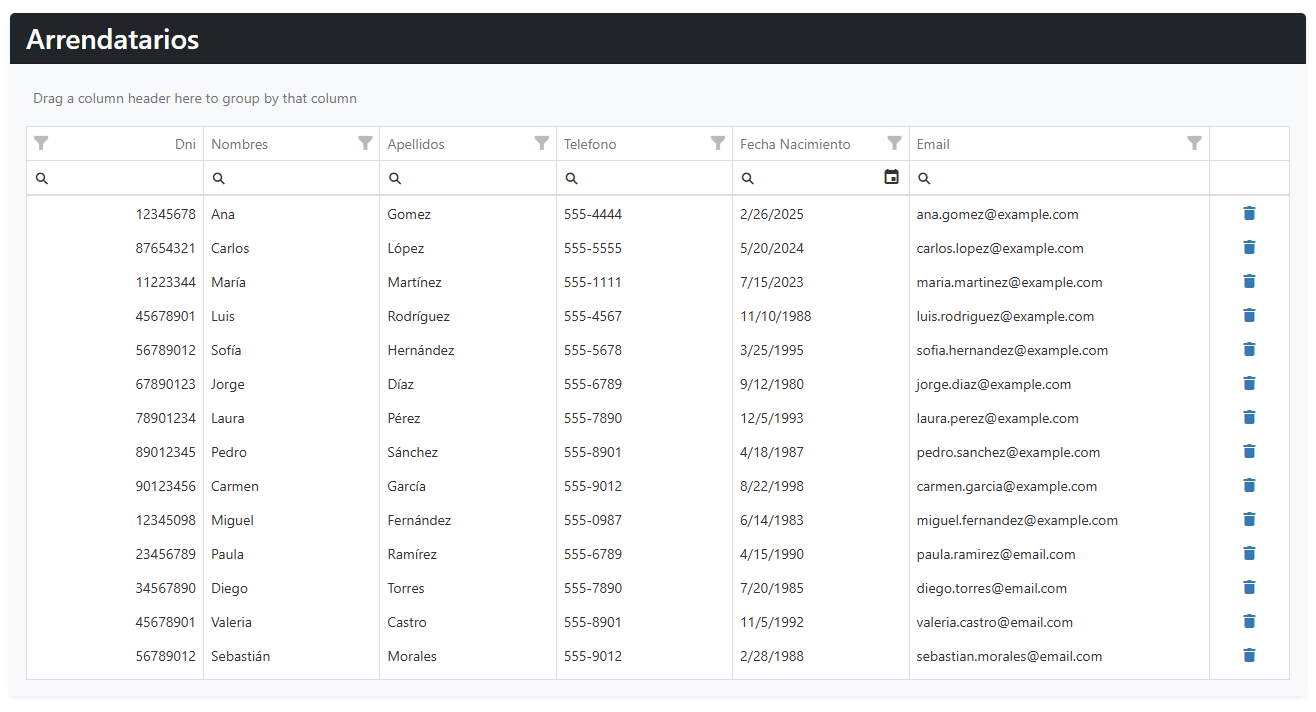 Arrendatarios
Drag a column header here to group by that column
Dni Nombres Apellidos Telefono Fecha Nacimiento Email
12345678 Ana Gomez 555-4444 2/26/2025 ana.gomez@example.com
87654321 Carlos López 555-5555 5/20/2024 carlos.lopez@example.com
11223344 María Martínez 555-1111 7/15/2023 maria.martinez@example.com
45678901 Luis Rodríguez 555-4567 11/10/1988 luis.rodriguez@example.com
56789012 Sofía Hernández 555-5678 3/25/1995 sofia.hernandez@example.com
67890123 Jorge Díaz 555-6789 9/12/1980 jorge.diaz@example.com
78901234 Laura Pérez 555-7890 12/5/1993 laura.perez@example.com
89012345 Pedro Sánchez 555-8901 4/18/1987 pedro.sanchez@example.com
90123456 Carmen García 555-9012 8/22/1998 carmen.garcia@example.com
12345098 Miguel Fernández 555-0987 6/14/1983 miguel.fernandez@example.com
23456789 Paula Ramírez 555-6789 4/15/1990 paula.ramirez@email.com
34567890 Diego Torres 555-7890 7/20/1985 diego.torres@email.com
45678901 Valeria Castro 555-8901 11/5/1992 valeria.castro@email.com
56789012 Sebastián Morales 555-9012 2/28/1988 sebastian.morales@email.com